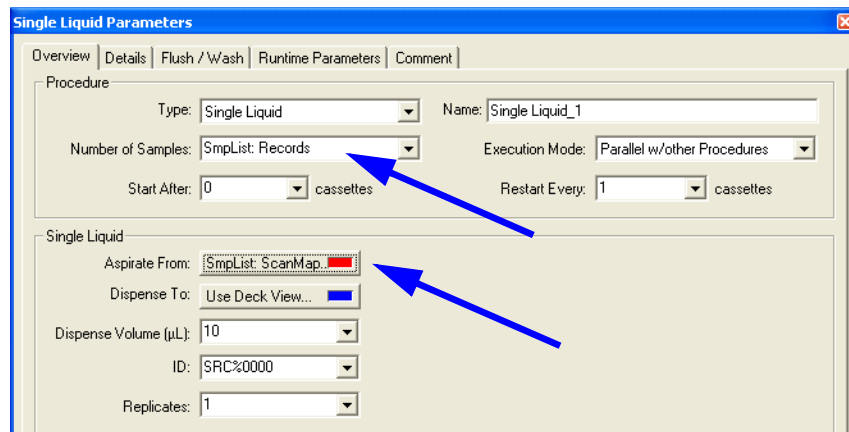 Single Liquid Parameters
Overview Details Flush / Wash Runtime Parameters Comment
Procedure
Type: Single Liquid Name: Single Liquid_1
Number of Samples: SmpList: Records Execution Mode: Parallel w/other Procedures
Start After: 0 cassettes Restart Every: 1 cassettes
Single Liquid
Aspirate From: SmpList: ScanMap..
Dispense To: Use Deck View...
Dispense Volume (µL): 10
ID: SRC%0000
Replicates: 1